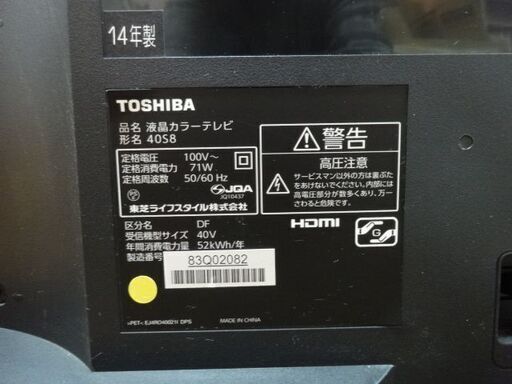 14年製
TOSHIBA
品名 液晶カラーテレビ
形名 40S8
定格電圧 100V～
定格消費電力 71W
定格周波数 50/60 Hz
JQA
JQ10437
東芝ライフスタイル株式会社
区分名 DF
受信機型サイズ 40V
年間消費電力量 52kWh/年
製造番号
83Q02082
警告
高圧注意
サービスマン以外の方は裏ぶた
をあけないでください。内部には
高電圧部分が数多くあり、万一
さわると危険です。
HDMI
G
>PET< EJ4RO40021I DPS
MADE IN CHINA